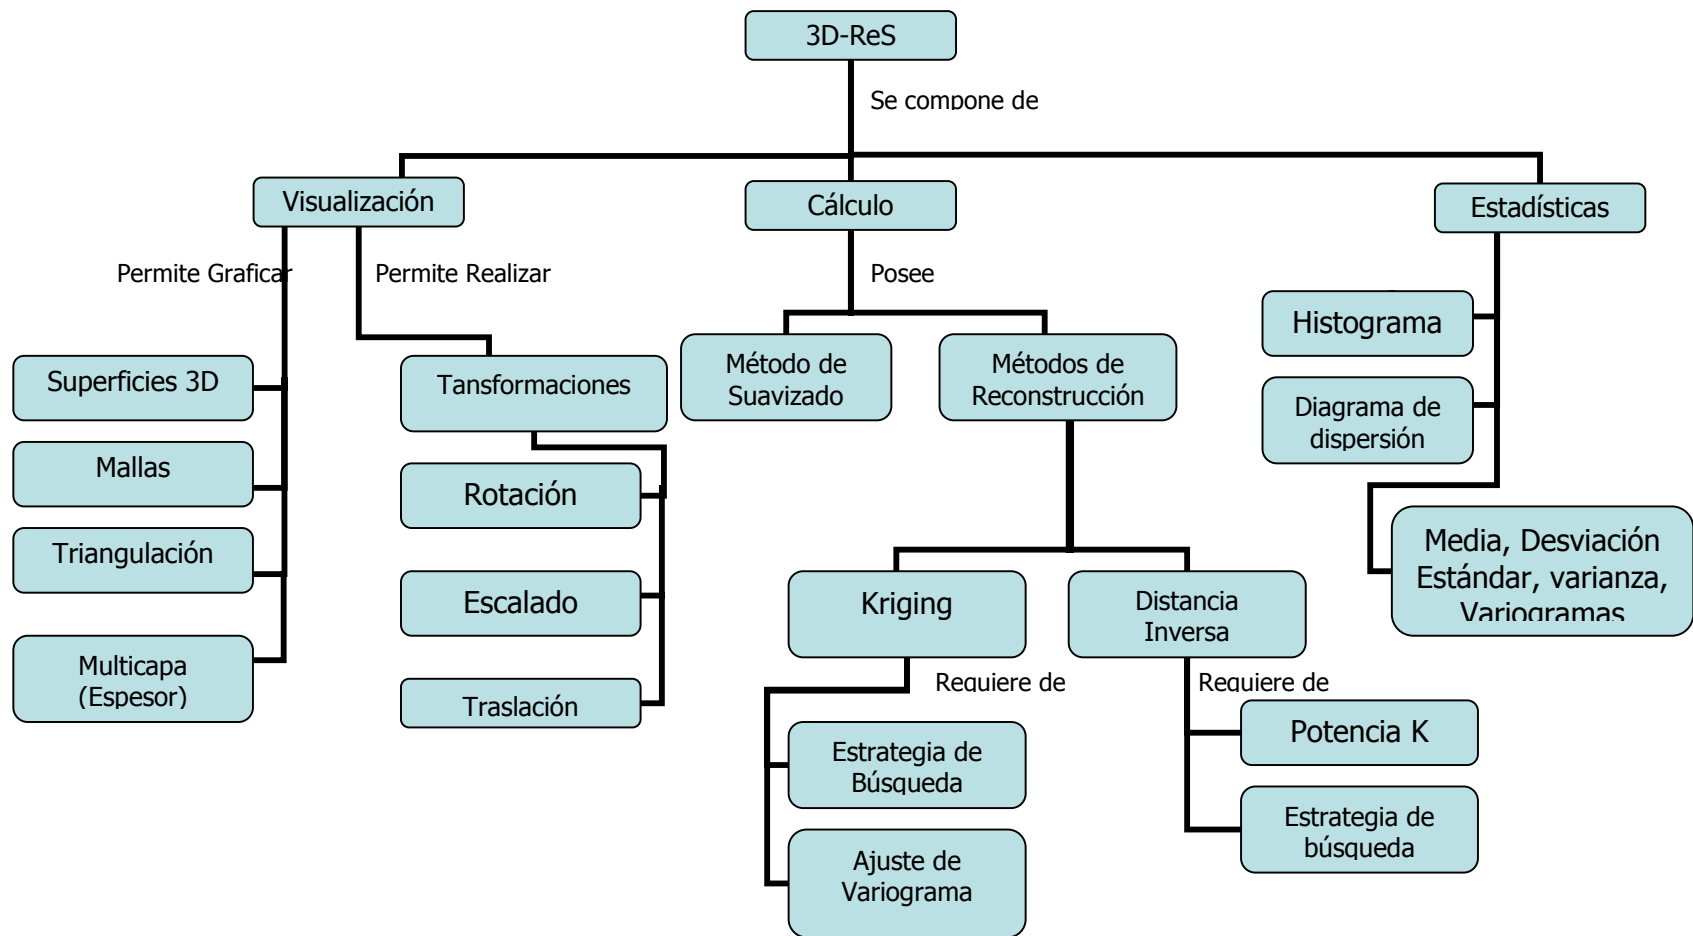 3D-ReS
Se compone de
Visualización
Cálculo
Estadísticas
Permite Graficar
Permite Realizar
Posee
Superficies 3D
Mallas
Triangulación
Multicapa
(Espesor)
Tansformaciones
Rotación
Escalado
Traslación
Método de
Suavizado
Métodos de
Reconstrucción
Kriging
Distancia
Inversa
Requiere de
Requiere de
Estrategia de
Búsqueda
Ajuste de
Variograma
Potencia K
Estrategia de
búsqueda
Histograma
Diagrama de
dispersión
Media, Desviación
Estándar, varianza,
Variogramas